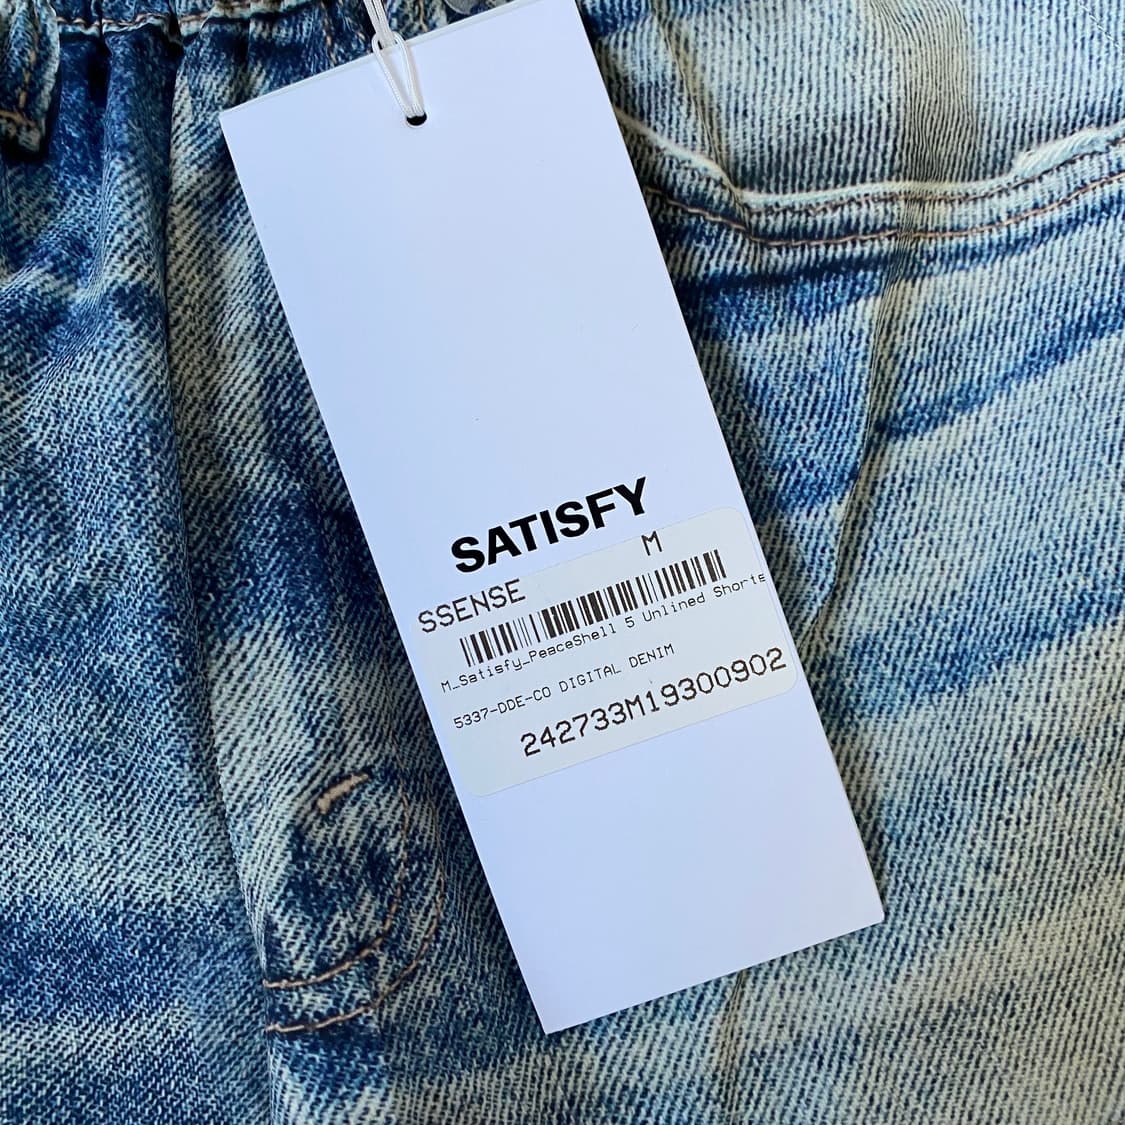 SATISFY
M
SSENSE
M_Satisfy_PeaceShell 5 Unlined Shorts
5337-DDE-CO DIGITAL DENIM
242733M19300902